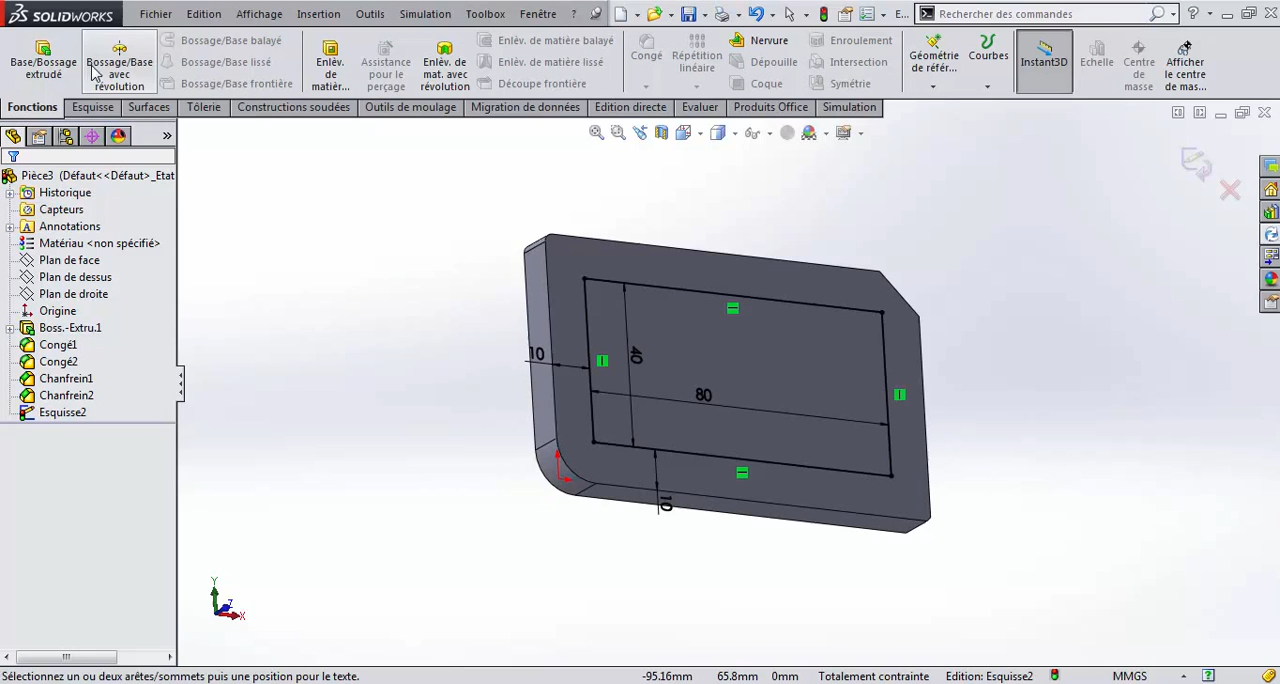 SOLIDWORKS
Fichier Edition Affichage Insertion Outils Simulation Toolbox Fenêtre ? E... Rechercher des commandes ?
Base/Bossage extrudé
Bossage/Base avec révolution
Bossage/Base balayé
Bossage/Base lissé
Bossage/Base frontière
Enlèv. de matièr...
Assistance pour le perçage
Enlèv. de mat. avec révolution
Enlèv. de matière balayé
Enlèv. de matière lissé
Découpe frontière
Congé
Répétition linéaire
Nervure
Dépouille
Coque
Enroulement
Intersection
Symétrie
Géométrie de référ...
Courbes
Instant3D
Echelle
Centre de masse
Afficher le centre de mas...
Fonctions Esquisse Surfaces Tôlerie Constructions soudées Outils de moulage Migration de données Edition directe Evaluer Produits Office Simulation
Pièce3 (Défaut<<Défaut>_Etat
Historique
Capteurs
Annotations
Matériau <non spécifié>
Plan de face
Plan de dessus
Plan de droite
Origine
Boss.-Extru.1
Congé1
Congé2
Chanfrein1
Chanfrein2
Esquisse2
10
40
80
10
Y
Z
X
Sélectionnez un ou deux arêtes/sommets puis une position pour le texte. -95.16mm 65.8mm 0mm Totalement contrainte Edition: Esquisse2 MMGS ?